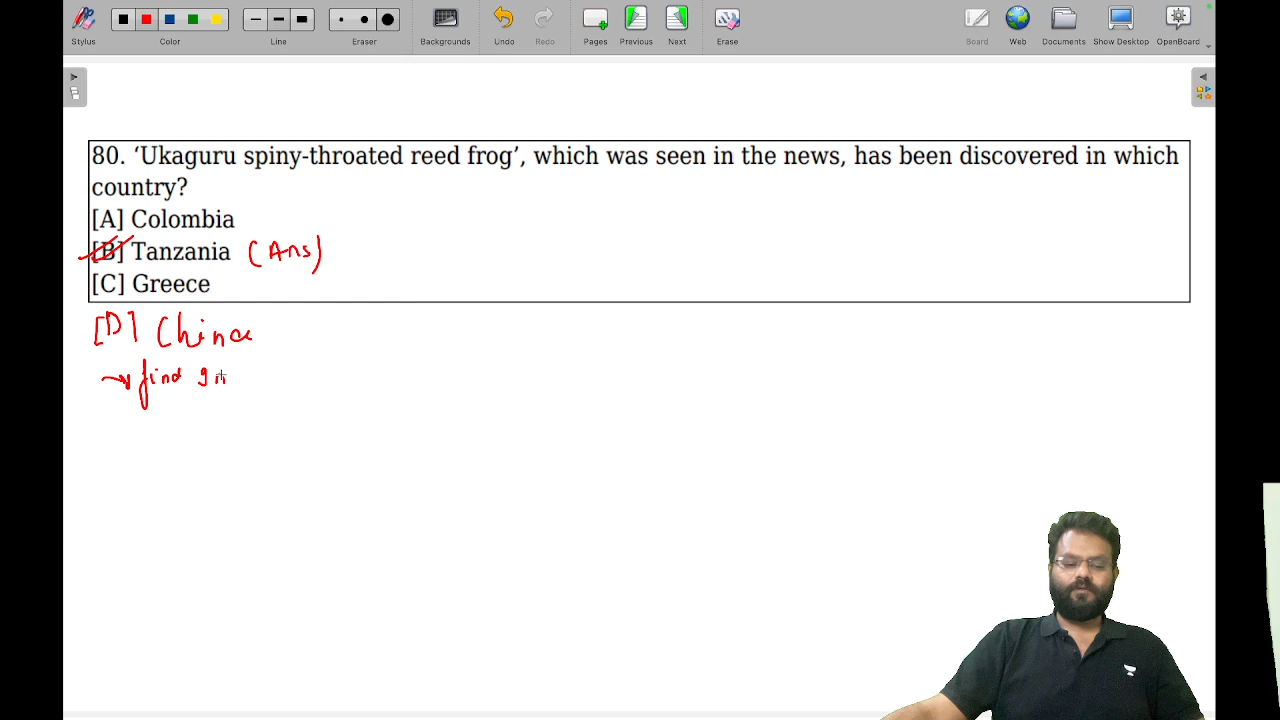 Stylus
Color
Line
Eraser
Backgrounds
Undo
Redo
Pages
Previous
Next
Erase
Board
Web
Documents
Show Desktop
OpenBoard
80. ‘Ukaguru spiny-throated reed frog’, which was seen in the news, has been discovered in which
country?
[A] Colombia
[B] Tanzania (Ans)
[C] Greece
[D] China
→ find